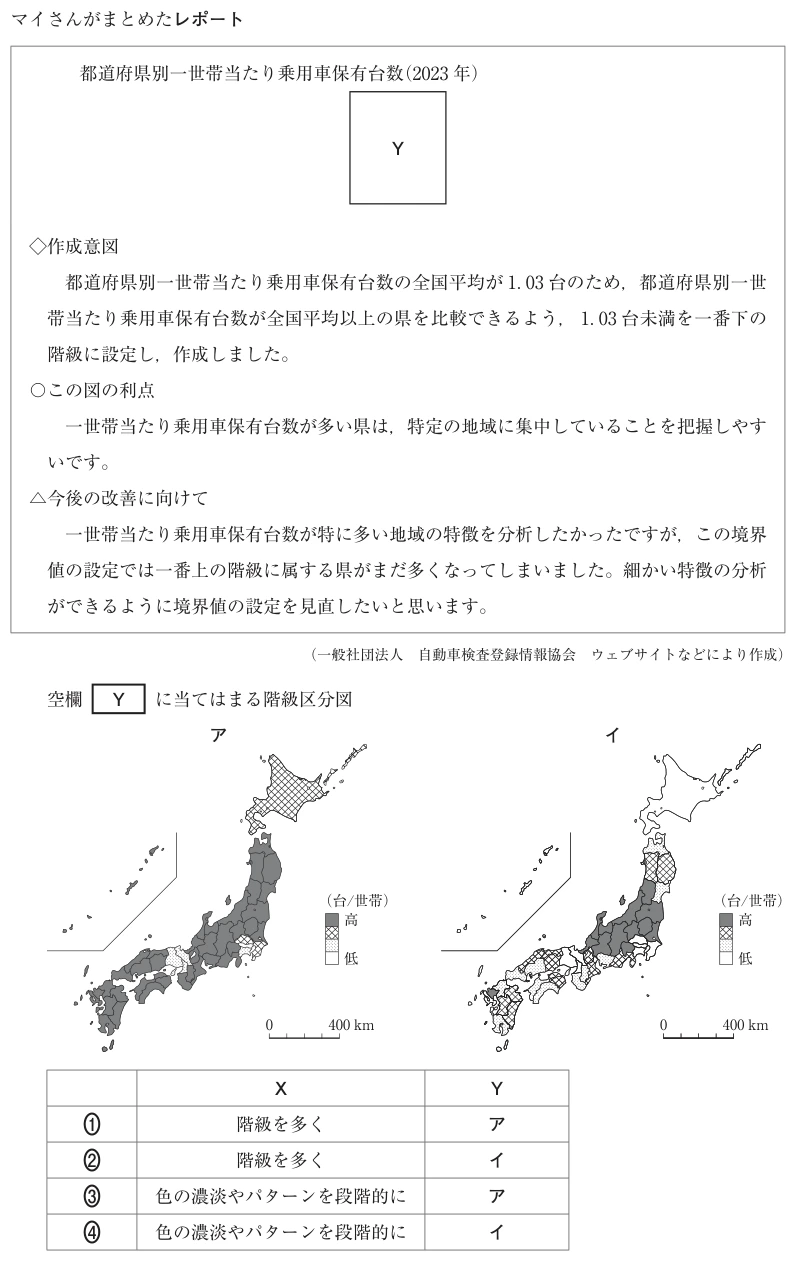 マイさんがまとめたレポート
都道府県別一世帯当たり乗用車保有台数(2023 年)
Y
◇作成意図
都道府県別一世帯当たり乗用車保有台数の全国平均が 1.03 台のため，都道府県別一世
帯当たり乗用車保有台数が全国平均以上の県を比較できるよう，1.03 台未満を一番下の
階級に設定し，作成しました。
○この図の利点
一世帯当たり乗用車保有台数が多い県は，特定の地域に集中していることを把握しやす
いです。
△今後の改善に向けて
一世帯当たり乗用車保有台数が特に多い地域の特徴を分析したかったですが，この境界
値の設定では一番上の階級に属する県がまだ多くなってしまいました。細かい特徴の分析
ができるように境界値の設定を見直したいと思います。
(一般社団法人　自動車検査登録情報協会　ウェブサイトなどにより作成)
空欄 Y に当てはまる階級区分図
ア
(台/世帯)
高
低
0 400 km
イ
(台/世帯)
高
低
0 400 km
X Y
① 階級を多く ア
② 階級を多く イ
③ 色の濃淡やパターンを段階的に ア
④ 色の濃淡やパターンを段階的に イ